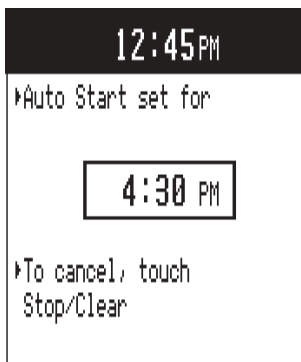 12:45PM
▸Auto Start set for
4:30 PM
▸To cancel, touch
Stop/Clear